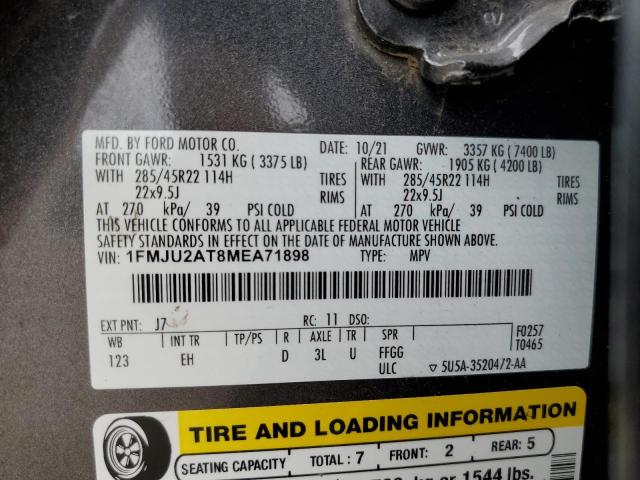 MFD. BY FORD MOTOR CO. DATE: 10/21 GVWR: 3357 KG (7400 LB)
FRONT GAWR: 1531 KG (3375 LB) REAR GAWR: 1905 KG (4200 LB)
WITH 285/45R22 114H TIRES WITH 285/45R22 114H TIRES
22x9.5J RIMS 22x9.5J RIMS
AT 270 kPa/ 39 PSI COLD AT 270 kPa/ 39 PSI COLD
THIS VEHICLE CONFORMS TO ALL APPLICABLE FEDERAL MOTOR VEHICLE
SAFETY STANDARDS IN EFFECT ON THE DATE OF MANUFACTURE SHOWN ABOVE.
VIN: 1FMJU2AT8MEA71898 TYPE: MPV
EXT PNT: J7 RC: 11 DSO: F0257
WB INT TR TP/PS R AXLE TR SPR T0465
123 EH D 3L U FFGG
ULC ▽ 5U5A-3520472-AA
TIRE AND LOADING INFORMATION
SEATING CAPACITY TOTAL: 7 FRONT: 2 REAR: 5
kg or 1544 lbs.